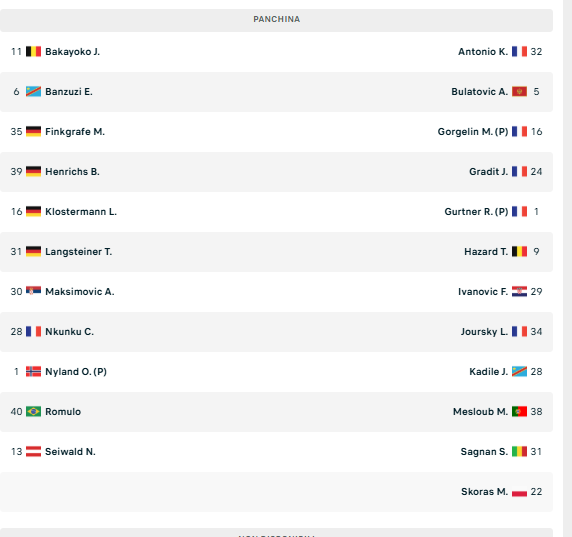 PANCHINA
11 Bakayoko J. Antonio K. 32
6 Banzuzi E. Bulatovic A. 5
35 Finkgrafe M. Gorgelin M. (P) 16
39 Henrichs B. Gradit J. 24
16 Klostermann L. Gurtner R. (P) 1
31 Langsteiner T. Hazard T. 9
30 Maksimovic A. Ivanovic F. 29
28 Nkunku C. Joursky L. 34
1 Nyland O. (P) Kadile J. 28
40 Romulo Mesloub M. 38
13 Seiwald N. Sagnan S. 31
Skoras M. 22